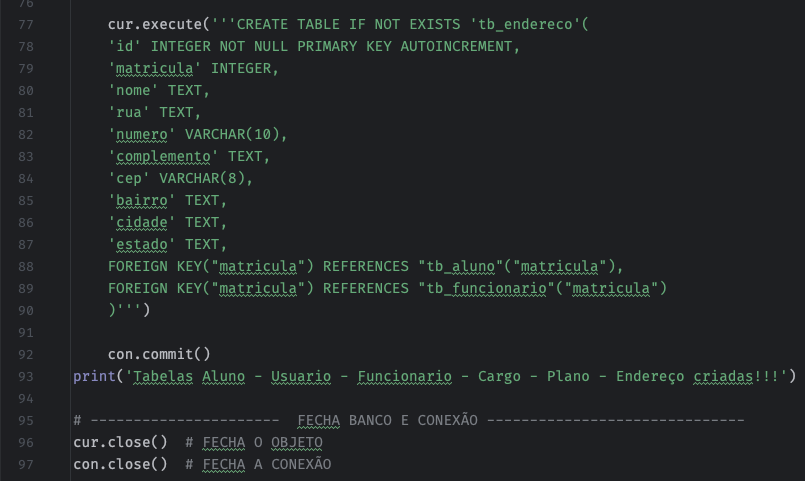 76
77 cur.execute('''CREATE TABLE IF NOT EXISTS 'tb_endereco'(
78 'id' INTEGER NOT NULL PRIMARY KEY AUTOINCREMENT,
79 'matricula' INTEGER,
80 'nome' TEXT,
81 'rua' TEXT,
82 'numero' VARCHAR(10),
83 'complemento' TEXT,
84 'cep' VARCHAR(8),
85 'bairro' TEXT,
86 'cidade' TEXT,
87 'estado' TEXT,
88 FOREIGN KEY("matricula") REFERENCES "tb_aluno"("matricula"),
89 FOREIGN KEY("matricula") REFERENCES "tb_funcionario"("matricula")
90 )''')
91
92 con.commit()
93 print('Tabelas Aluno - Usuario - Funcionario - Cargo - Plano - Endereço criadas!!!')
94
95 # ---------------------- FECHA BANCO E CONEXÃO ------------------------------
96 cur.close() # FECHA O OBJETO
97 con.close() # FECHA A CONEXÃO